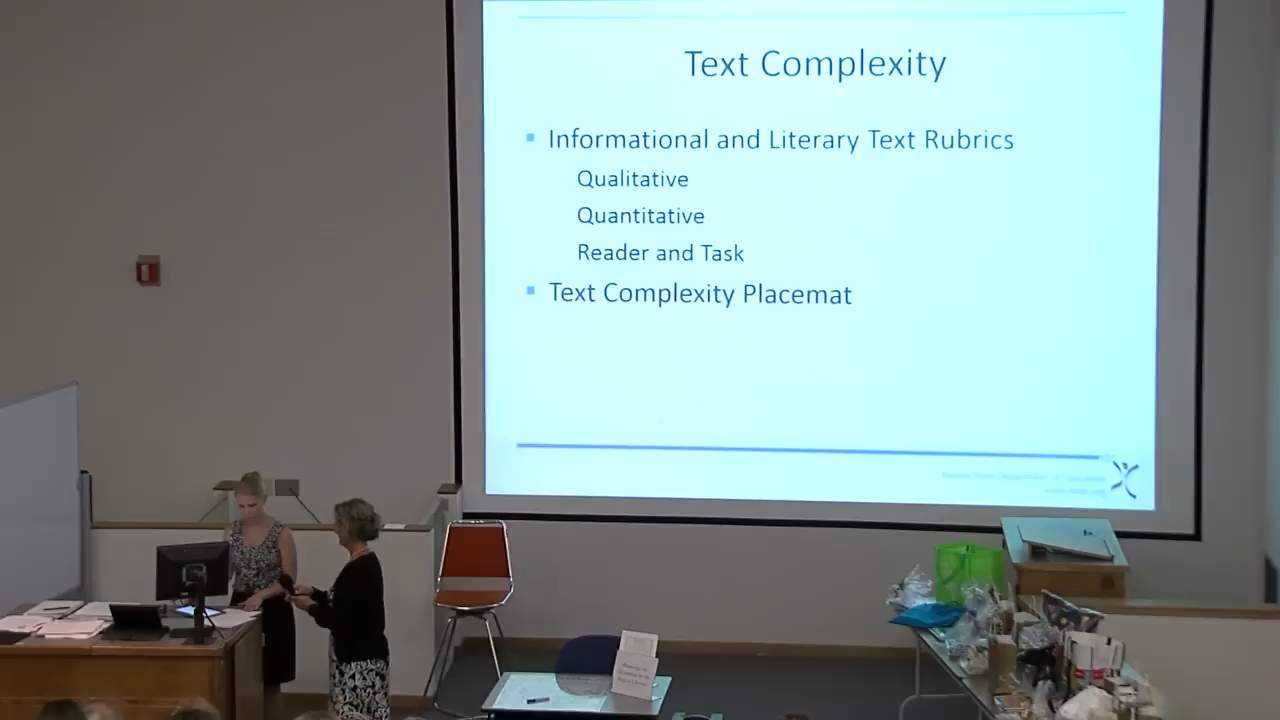 Text Complexity
Informational and Literary Text Rubrics
Qualitative
Quantitative
Reader and Task
Text Complexity Placemat